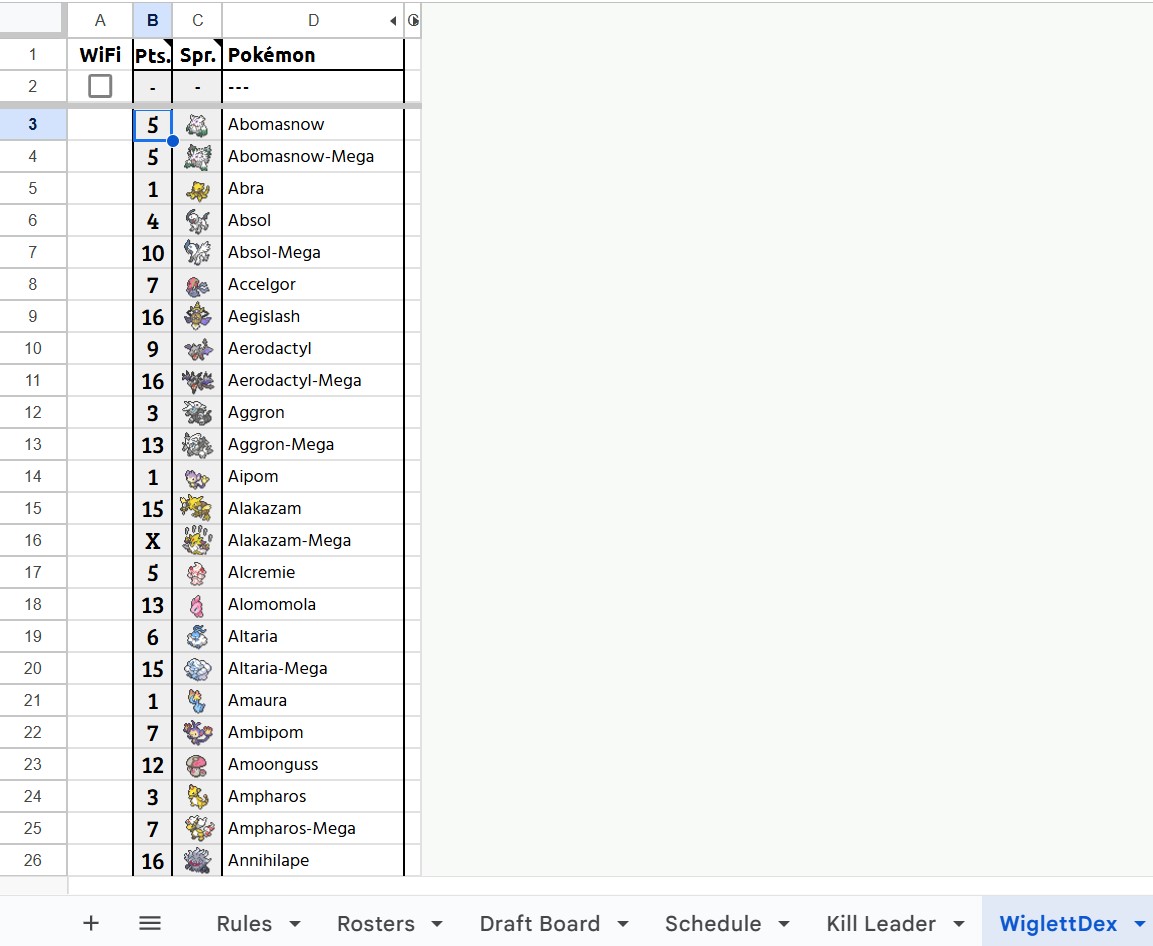 A B C D
1 WiFi Pts. Spr. Pokémon
2 - - ---
3 5 Abomasnow
4 5 Abomasnow-Mega
5 1 Abra
6 4 Absol
7 10 Absol-Mega
8 7 Accelgor
9 16 Aegislash
10 9 Aerodactyl
11 16 Aerodactyl-Mega
12 3 Aggron
13 13 Aggron-Mega
14 1 Aipom
15 15 Alakazam
16 X Alakazam-Mega
17 5 Alcremie
18 13 Alomomola
19 6 Altaria
20 15 Altaria-Mega
21 1 Amaura
22 7 Ambipom
23 12 Amoonguss
24 3 Ampharos
25 7 Ampharos-Mega
26 16 Annihilape
Rules Rosters Draft Board Schedule Kill Leader WiglettDex